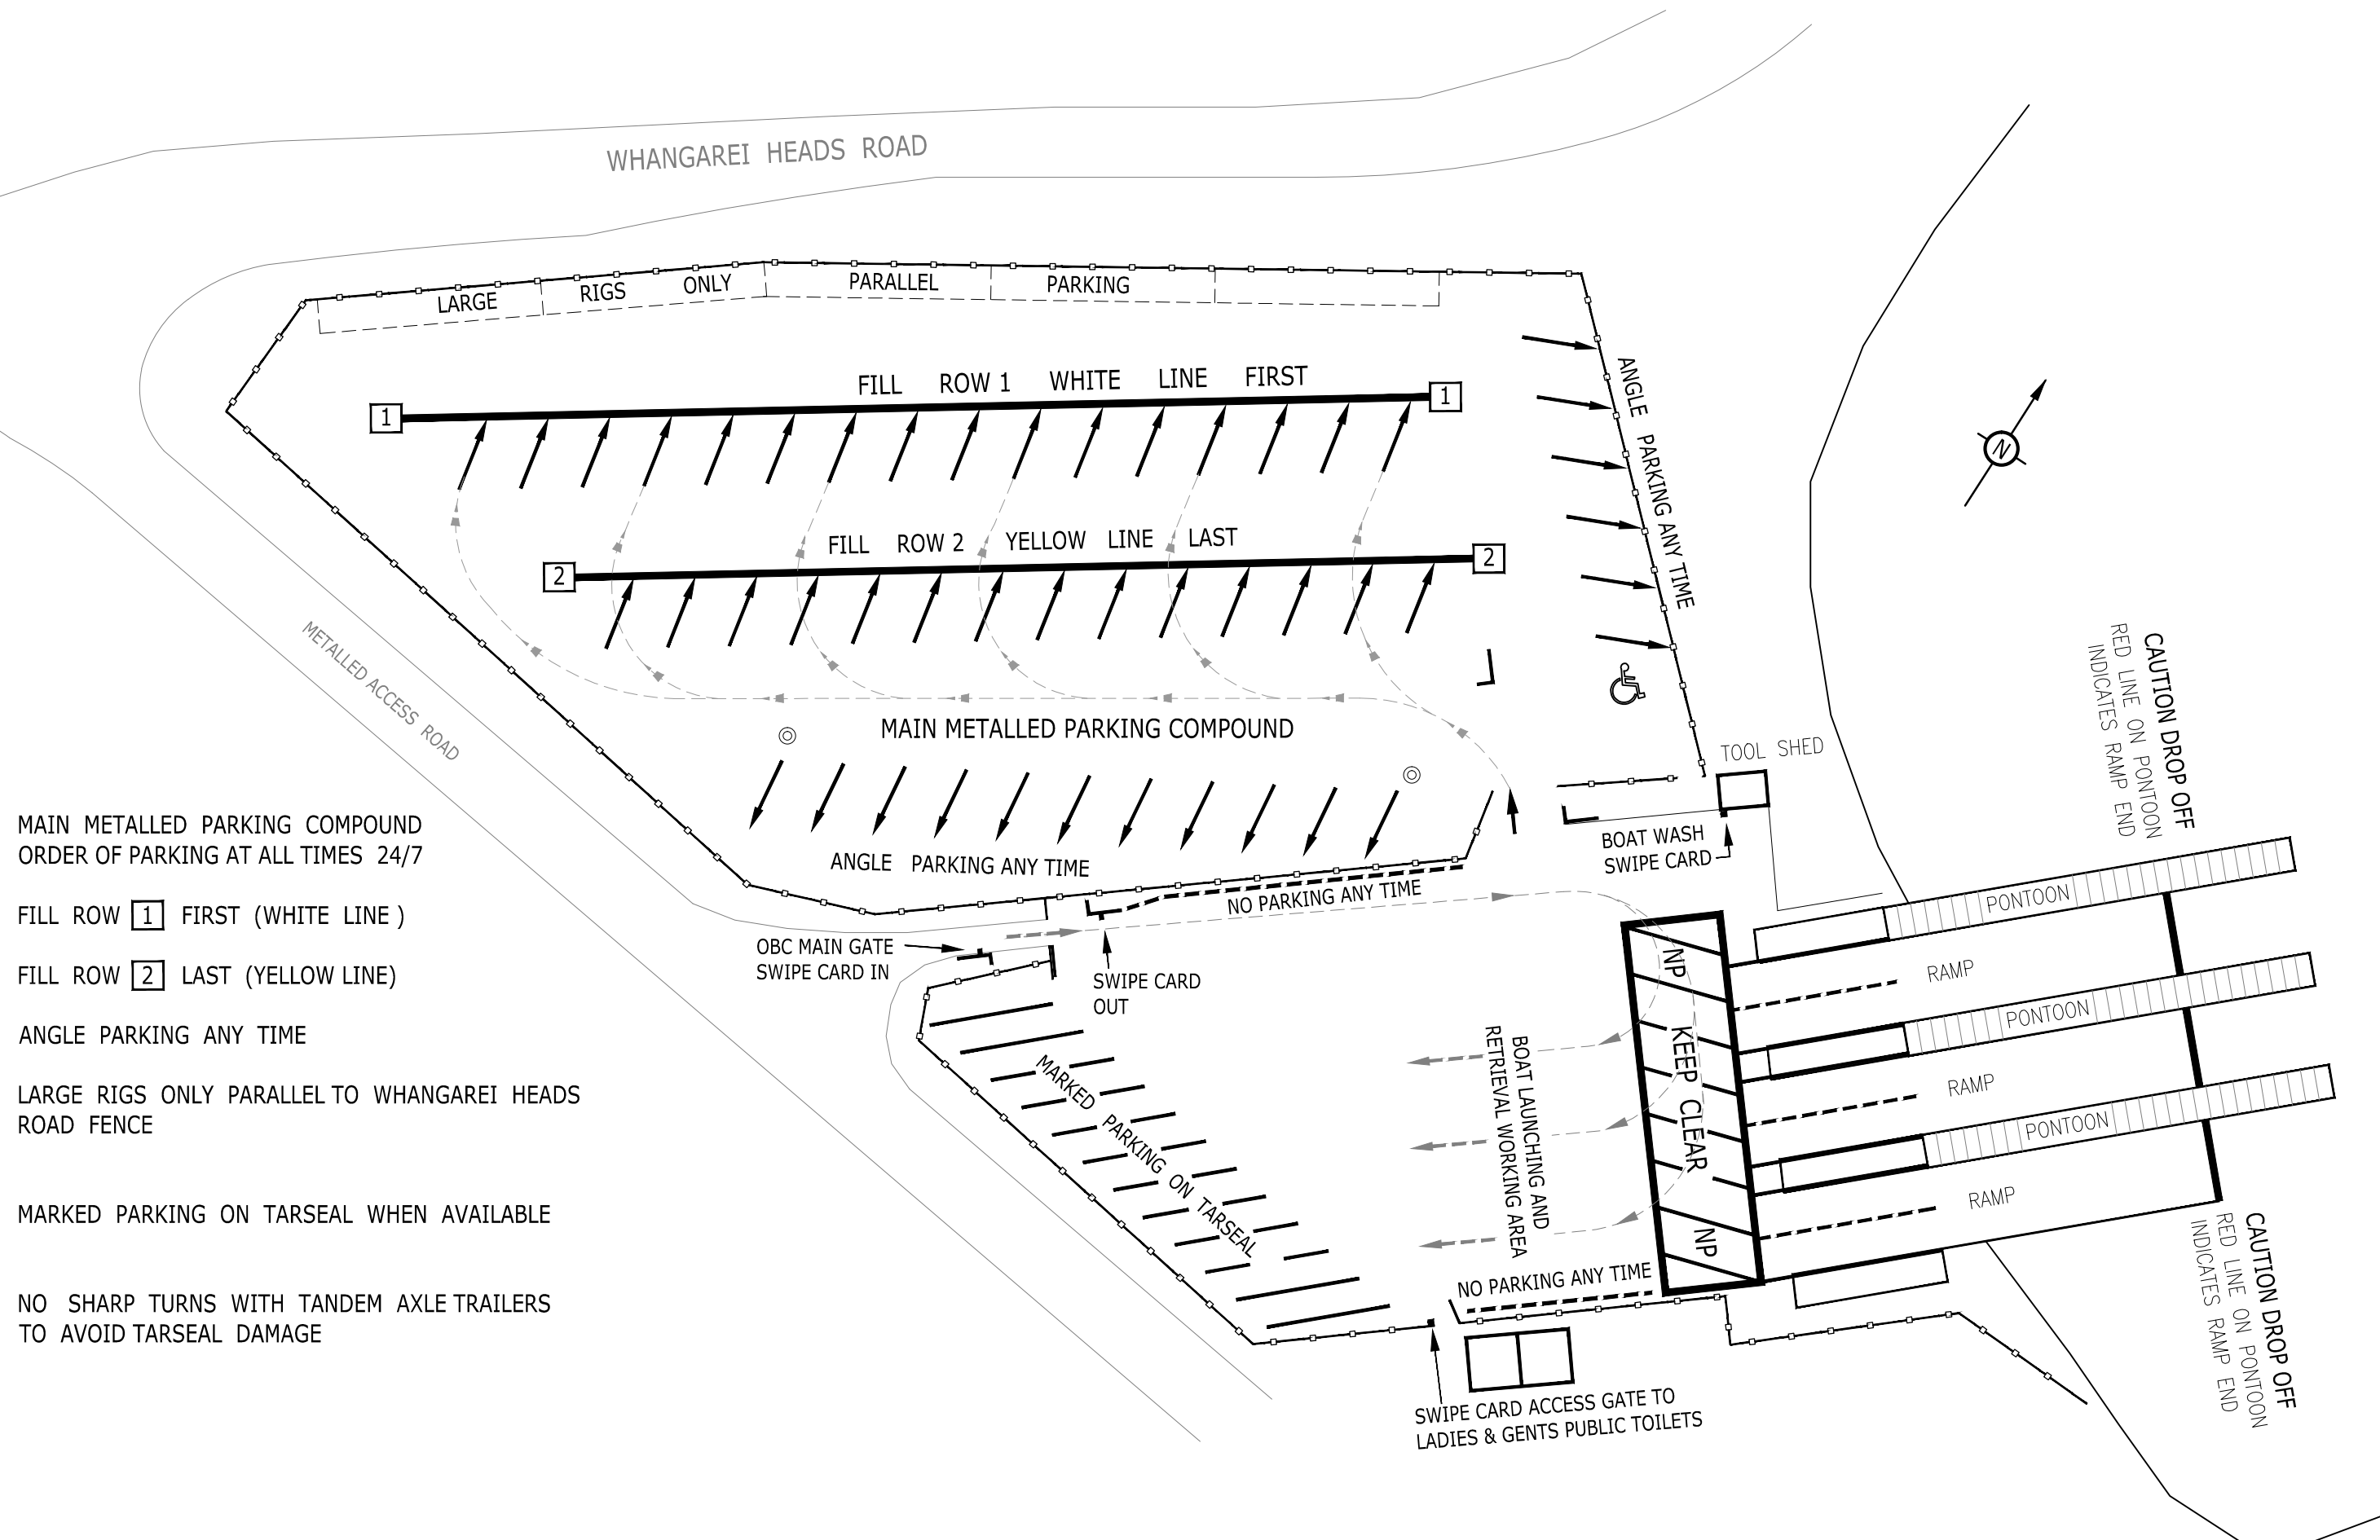 WHANGAREI HEADS ROAD
LARGE RIGS ONLY PARALLEL PARKING
FILL ROW 1 WHITE LINE FIRST
1
1
ANGLE PARKING ANY TIME
N
FILL ROW 2 YELLOW LINE LAST
2
2
METALLED ACCESS ROAD
MAIN METALLED PARKING COMPOUND
TOOL SHED
CAUTION DROP OFF
RED LINE ON PONTOON
INDICATES RAMP END
MAIN METALLED PARKING COMPOUND
ORDER OF PARKING AT ALL TIMES 24/7
FILL ROW 1 FIRST (WHITE LINE )
FILL ROW 2 LAST (YELLOW LINE)
ANGLE PARKING ANY TIME
LARGE RIGS ONLY PARALLEL TO WHANGAREI HEADS
ROAD FENCE
MARKED PARKING ON TARSEAL WHEN AVAILABLE
NO SHARP TURNS WITH TANDEM AXLE TRAILERS
TO AVOID TARSEAL DAMAGE
ANGLE PARKING ANY TIME
BOAT WASH
SWIPE CARD
NO PARKING ANY TIME
OBC MAIN GATE
SWIPE CARD IN
SWIPE CARD
OUT
MARKED PARKING ON TARSEAL
BOAT LAUNCHING AND
RETRIEVAL WORKING AREA
NP
KEEP CLEAR
NP
PONTOON
RAMP
PONTOON
RAMP
PONTOON
RAMP
NO PARKING ANY TIME
SWIPE CARD ACCESS GATE TO
LADIES & GENTS PUBLIC TOILETS
CAUTION DROP OFF
RED LINE ON PONTOON
INDICATES RAMP END